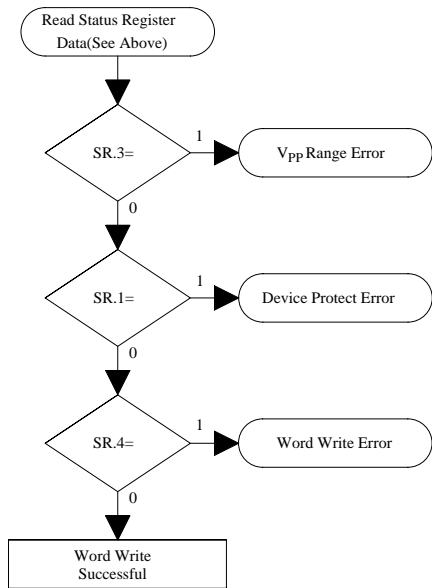 Read Status Register
Data(See Above)
SR.3=
1
VPP Range Error
0
SR.1=
1
Device Protect Error
0
SR.4=
1
Word Write Error
0
Word Write
Successful